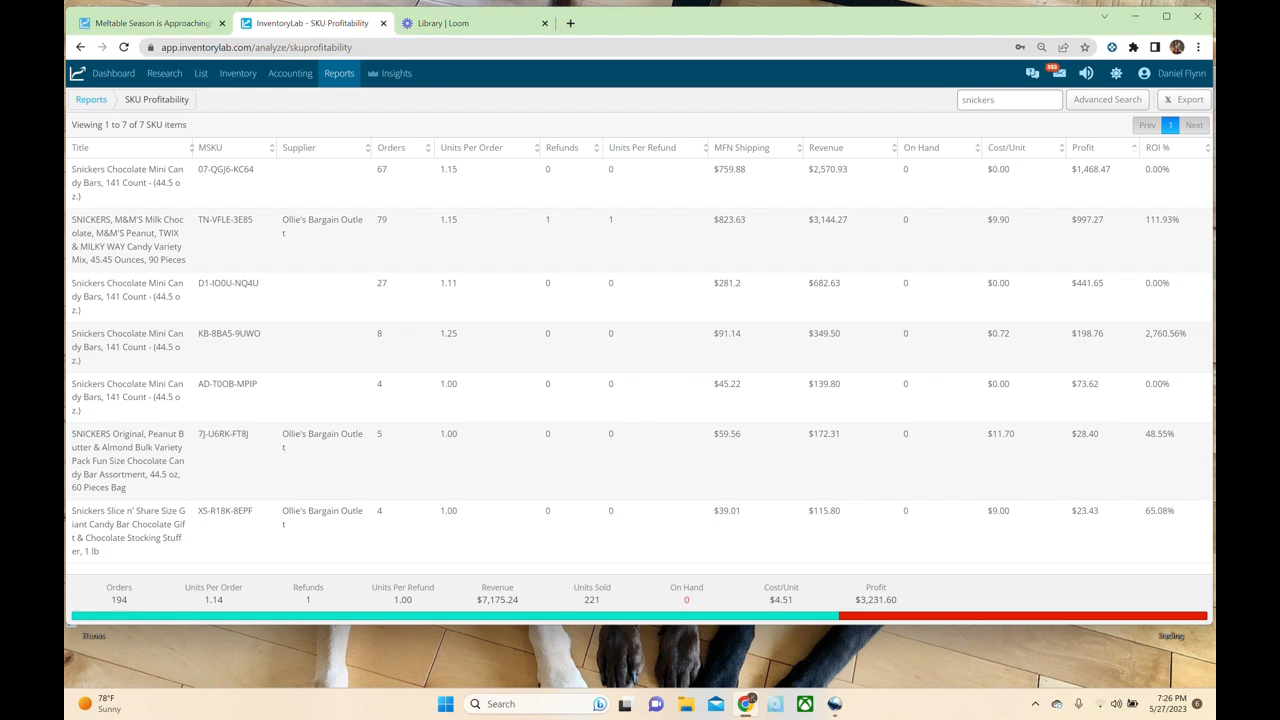 Meltable Season is Approaching
InventoryLab - SKU Profitability
Library | Loom
app.inventorylab.com/analyze/skuprofitability
Dashboard Research List Inventory Accounting Reports Insights 353 Daniel Flynn
Reports SKU Profitability snickers Advanced Search X Export
Viewing 1 to 7 of 7 SKU items Prev 1 Next
Title MSKU Supplier Orders Units Per Order Refunds Units Per Refund MFN Shipping Revenue On Hand Cost/Unit Profit ROI %
Snickers Chocolate Mini Can 07-QGJ6-KC64 67 1.15 0 0 $759.88 $2,570.93 0 $0.00 $1,468.47 0.00%
dy Bars, 141 Count - (44.5 o
z.)
SNICKERS, M&M'S Milk Choc TN-VFLE-3E85 Ollie's Bargain Outle 79 1.15 1 1 $823.63 $3,144.27 0 $9.90 $997.27 111.93%
olate, M&M'S Peanut, TWIX t
& MILKY WAY Candy Variety
Mix, 45.45 Ounces, 90 Pieces
Snickers Chocolate Mini Can D1-IO0U-NQ4U 27 1.11 0 0 $281.2 $682.63 0 $0.00 $441.65 0.00%
dy Bars, 141 Count - (44.5 o
z.)
Snickers Chocolate Mini Can KB-8BA5-9UWO 8 1.25 0 0 $91.14 $349.50 0 $0.72 $198.76 2,760.56%
dy Bars, 141 Count - (44.5 o
z.)
Snickers Chocolate Mini Can AD-T0OB-MPIP 4 1.00 0 0 $45.22 $139.80 0 $0.00 $73.62 0.00%
dy Bars, 141 Count - (44.5 o
z.)
SNICKERS Original, Peanut B 7J-U6RK-FT8J Ollie's Bargain Outle 5 1.00 0 0 $59.56 $172.31 0 $11.70 $28.40 48.55%
utter & Almond Bulk Variety t
Pack Fun Size Chocolate Can
dy Bar Assortment, 44.5 oz,
60 Pieces Bag
Snickers Slice n' Share Size G XS-R18K-8EPF Ollie's Bargain Outle 4 1.00 0 0 $39.01 $115.80 0 $9.00 $23.43 65.08%
iant Candy Bar Chocolate Gif t
t & Chocolate Stocking Stuff
er, 1 lb
Orders Units Per Order Refunds Units Per Refund Revenue Units Sold On Hand Cost/Unit Profit
194 1.14 1 1.00 $7,175.24 221 0 $4.51 $3,231.60
iTunes Trading
78°F
Sunny
Search
7:26 PM
5/27/2023
6